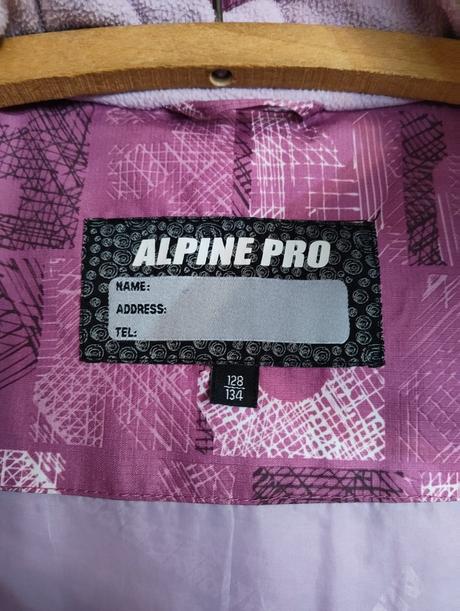 ALPINE PRO
NAME:
ADDRESS:
TEL:
128
134